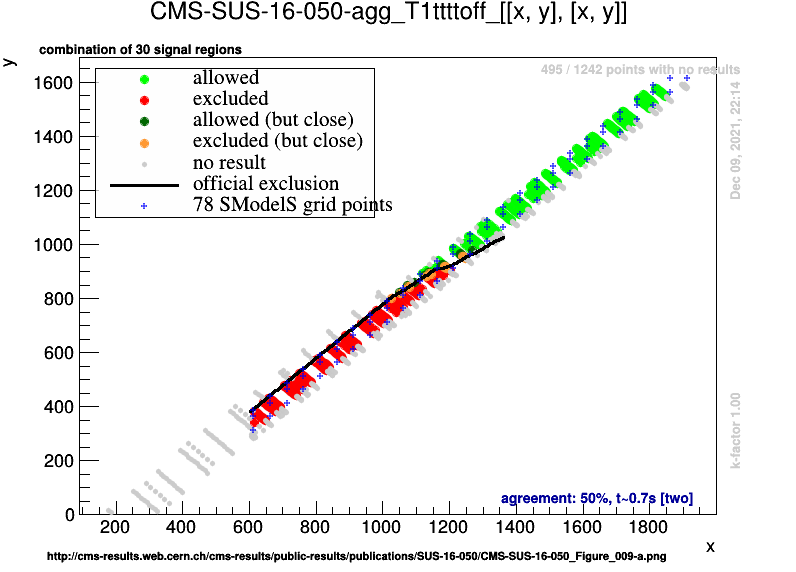 CMS-SUS-16-050-agg_T1ttttoff_[[x, y], [x, y]]
y
combination of 30 signal regions
495 / 1242 points with no results
allowed
excluded
allowed (but close)
excluded (but close)
no result
official exclusion
78 SModelS grid points
1600
1400
1200
1000
800
600
400
200
0
Dec 09, 2021, 22:14
k-factor 1.00
agreement: 50%, t~0.7s [two]
200 400 600 800 1000 1200 1400 1600 1800
x
http://cms-results.web.cern.ch/cms-results/public-results/publications/SUS-16-050/CMS-SUS-16-050_Figure_009-a.png